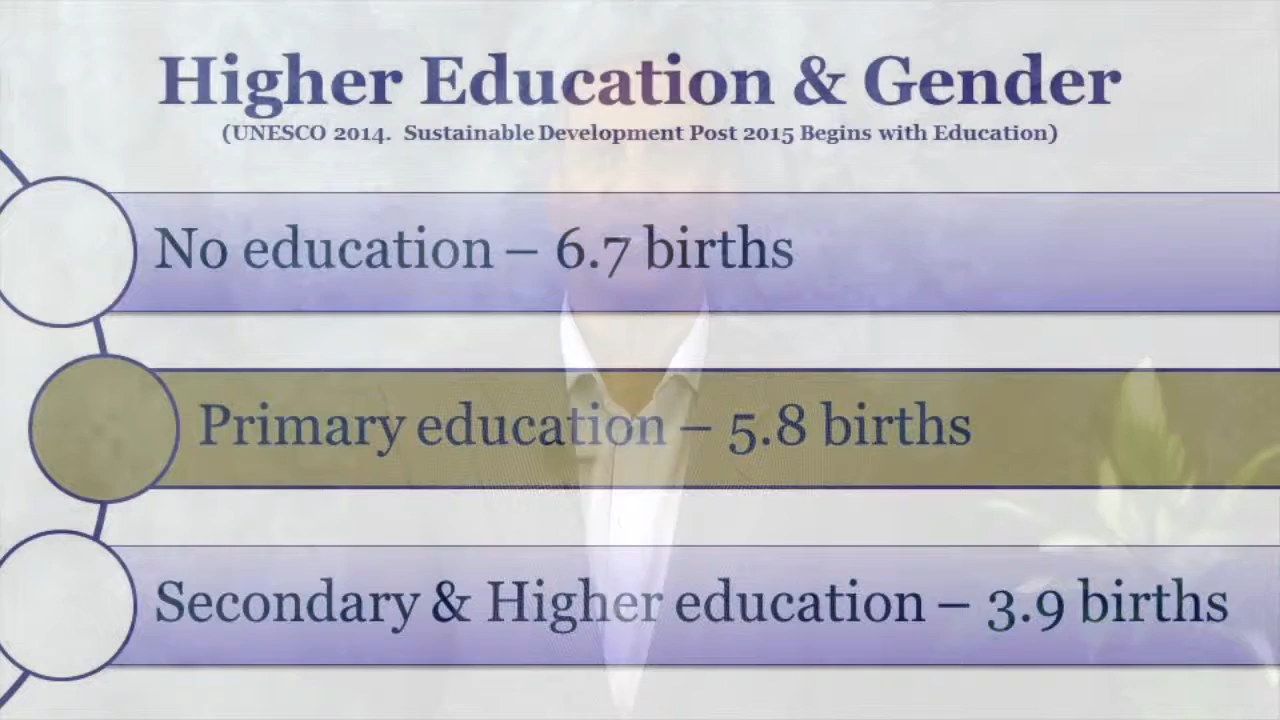 Higher Education & Gender
(UNESCO 2014. Sustainable Development Post 2015 Begins with Education)
No education – 6.7 births
Primary education – 5.8 births
Secondary & Higher education – 3.9 births